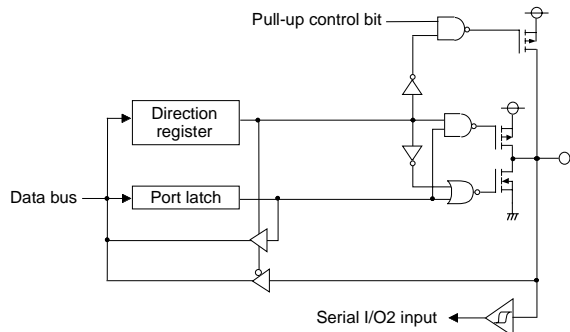 Pull-up control bit
Direction
register
Data bus
Port latch
Serial I/O2 input